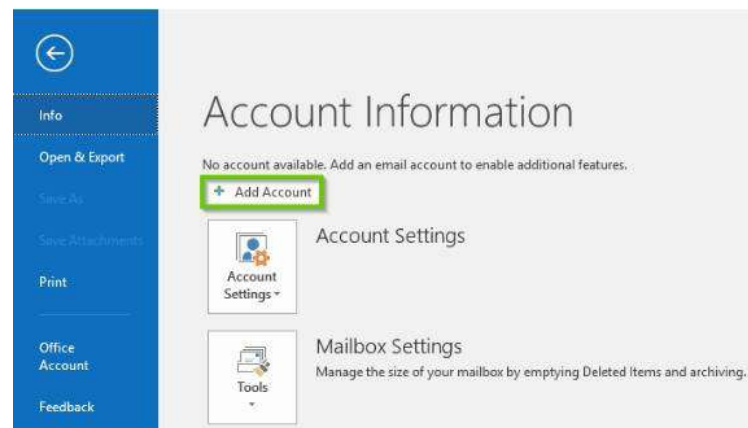 Info
Open & Export
Save As
Save Attachments
Print
Office
Account
Feedback
Account Information
No account available. Add an email account to enable additional features.
+ Add Account
Account
Settings
Account Settings
Tools
Mailbox Settings
Manage the size of your mailbox by emptying Deleted Items and archiving.